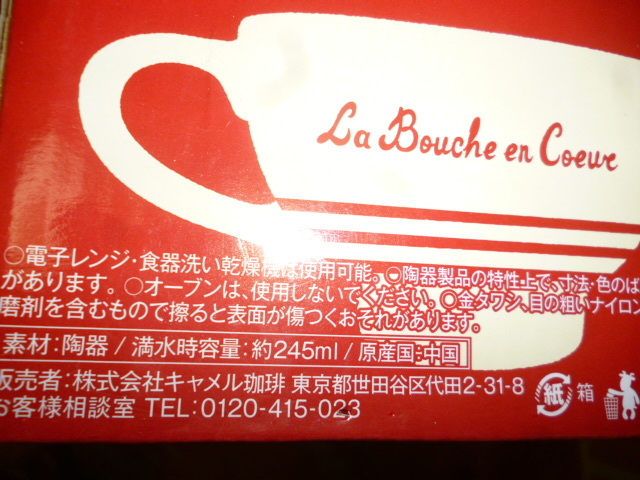 La Bouche en Coeur
○電子レンジ・食器洗い乾燥機は使用可能。○陶器製品の特性上で、寸法・色のば
があります。○オーブンは、使用しないでください。○金タワシ、目の粗いナイロン
磨剤を含むもので擦ると表面が傷つくおそれがあります。
素材:陶器/満水時容量:約245ml/原産国:中国
販売者:株式会社キャメル珈琲 東京都世田谷区代田2-31-8
お客様相談室 TEL:0120-415-023
紙 箱